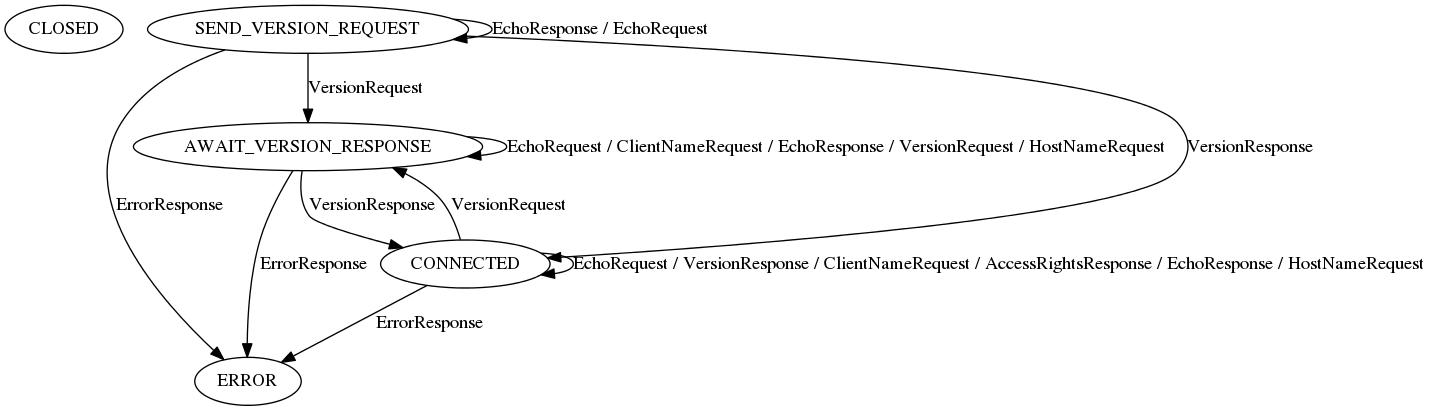 CLOSED
SEND_VERSION_REQUEST
EchoResponse / EchoRequest
VersionRequest
AWAIT_VERSION_RESPONSE
EchoRequest / ClientNameRequest / EchoResponse / VersionRequest / HostNameRequest
VersionResponse
ErrorResponse
VersionResponse
VersionRequest
ErrorResponse
CONNECTED
EchoRequest / VersionResponse / ClientNameRequest / AccessRightsResponse / EchoResponse / HostNameRequest
ErrorResponse
ERROR